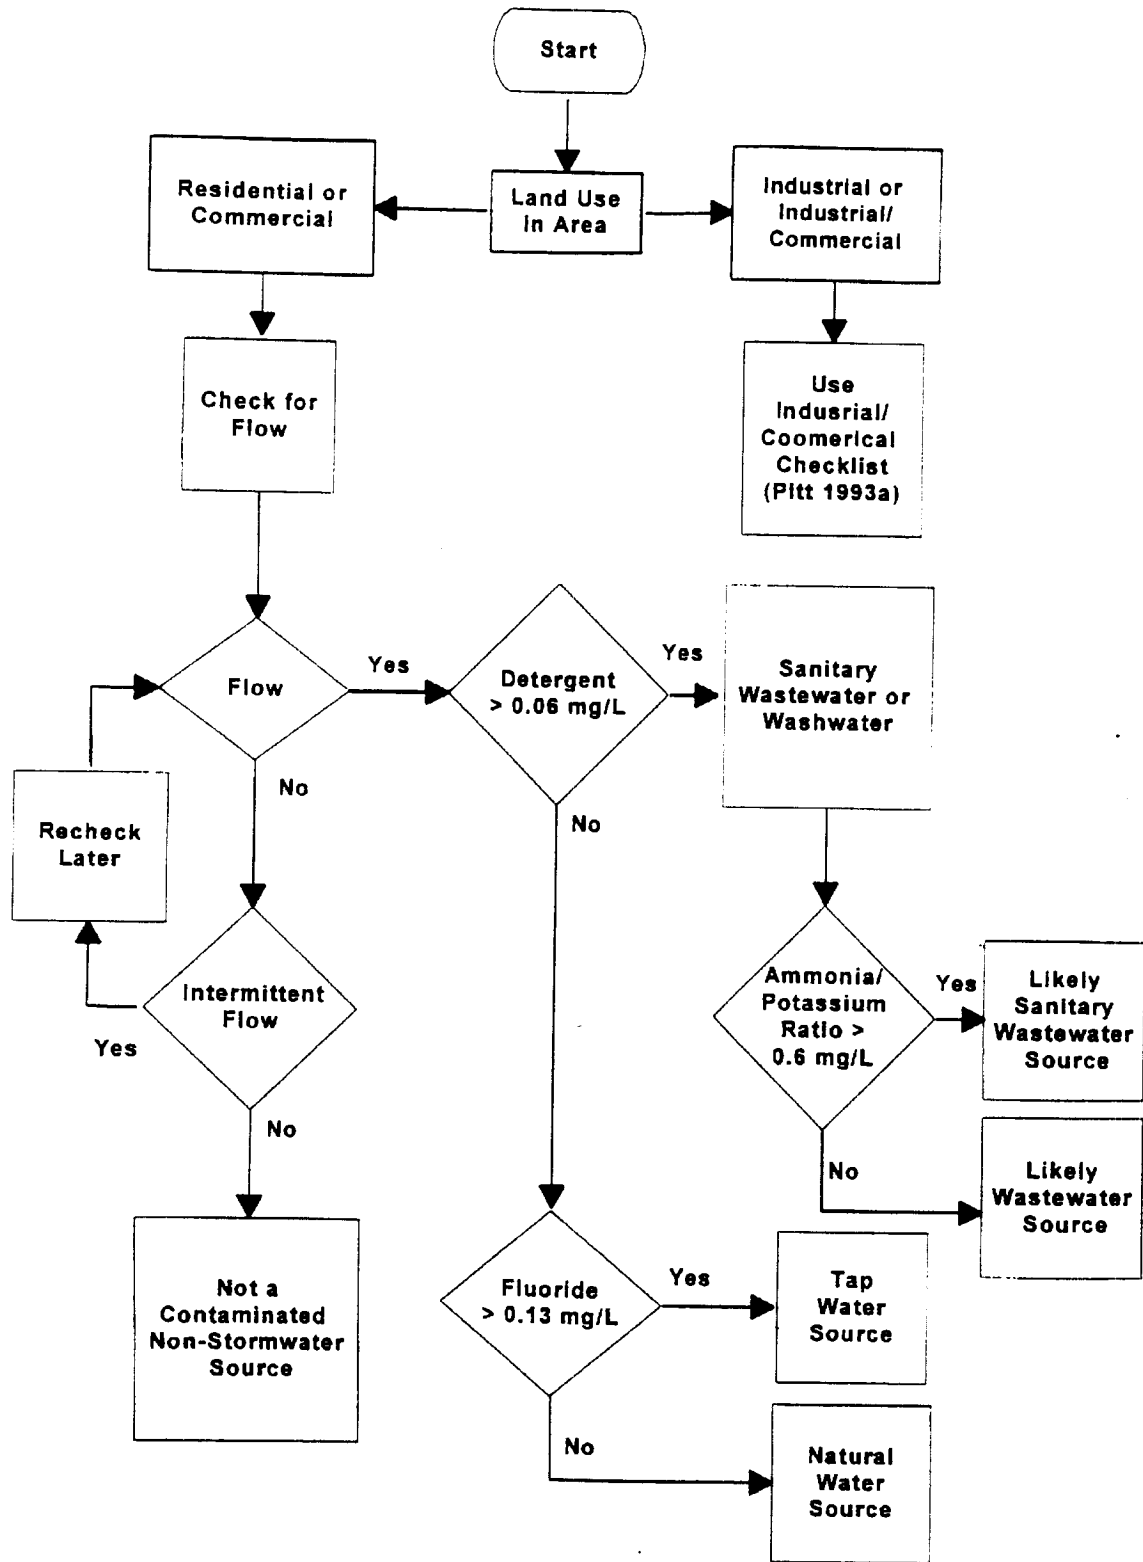 Start
Residential or
Commercial
Land Use
in Area
Industrial or
Industrial/
Commercial
Check for
Flow
Use
Indusrial/
Coomerical
Checklist
(Pitt 1993a)
Flow
Yes
Detergent
> 0.06 mg/L
Yes
Sanitary
Wastewater or
Washwater
No
Recheck
Later
No
Intermittent
Flow
Yes
No
Ammonia/
Potassium
Ratio >
0.6 mg/L
Yes
Likely
Sanitary
Wastewater
Source
No
Likely
Wastewater
Source
Not a
Contaminated
Non-Stormwater
Source
Fluoride
> 0.13 mg/L
Yes
Tap
Water
Source
No
Natural
Water
Source